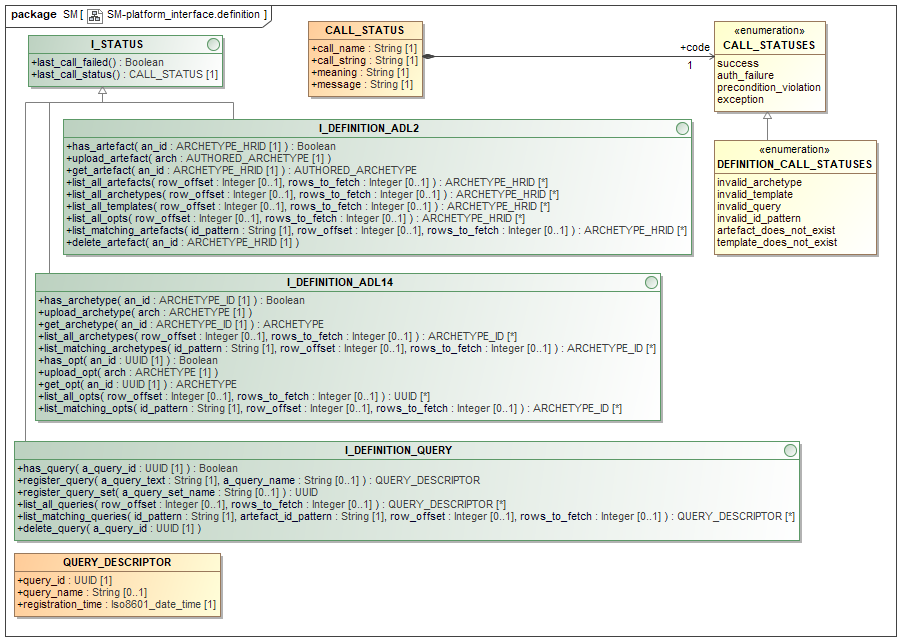 package SM [ SM-platform_interface.definition ]
I_STATUS
+last_call_failed() : Boolean
+last_call_status() : CALL_STATUS [1]
CALL_STATUS
+call_name : String [1]
+call_string : String [1]
+meaning : String [1]
+message : String [1]
+code
1
«enumeration»
CALL_STATUSES
success
auth_failure
precondition_violation
exception
«enumeration»
DEFINITION_CALL_STATUSES
invalid_archetype
invalid_template
invalid_query
invalid_id_pattern
artefact_does_not_exist
template_does_not_exist
I_DEFINITION_ADL2
+has_artefact( an_id : ARCHETYPE_HRID [1] ) : Boolean
+upload_artefact( arch : AUTHORED_ARCHETYPE [1] )
+get_artefact( an_id : ARCHETYPE_HRID [1] ) : AUTHORED_ARCHETYPE
+list_all_artefacts( row_offset : Integer [0..1], rows_to_fetch : Integer [0..1] ) : ARCHETYPE_HRID [*]
+list_all_archetypes( row_offset : Integer [0..1], rows_to_fetch : Integer [0..1] ) : ARCHETYPE_HRID [*]
+list_all_templates( row_offset : Integer [0..1], rows_to_fetch : Integer [0..1] ) : ARCHETYPE_HRID [*]
+list_all_opts( row_offset : Integer [0..1], rows_to_fetch : Integer [0..1] ) : ARCHETYPE_HRID [*]
+list_matching_artefacts( id_pattern : String [1], row_offset : Integer [0..1], rows_to_fetch : Integer [0..1] ) : ARCHETYPE_HRID [*]
+delete_artefact( an_id : ARCHETYPE_HRID [1] )
I_DEFINITION_ADL14
+has_archetype( an_id : ARCHETYPE_ID [1] ) : Boolean
+upload_archetype( arch : ARCHETYPE [1] )
+get_archetype( an_id : ARCHETYPE_ID [1] ) : ARCHETYPE
+list_all_archetypes( row_offset : Integer [0..1], rows_to_fetch : Integer [0..1] ) : ARCHETYPE_ID [*]
+list_matching_archetypes( id_pattern : String [1], row_offset : Integer [0..1], rows_to_fetch : Integer [0..1] ) : ARCHETYPE_ID [*]
+has_opt( an_id : UUID [1] ) : Boolean
+upload_opt( arch : ARCHETYPE [1] )
+get_opt( an_id : UUID [1] ) : ARCHETYPE
+list_all_opts( row_offset : Integer [0..1], rows_to_fetch : Integer [0..1] ) : UUID [*]
+list_matching_opts( id_pattern : String [1], row_offset : Integer [0..1], rows_to_fetch : Integer [0..1] ) : ARCHETYPE_ID [*]
I_DEFINITION_QUERY
+has_query( a_query_id : UUID [1] ) : Boolean
+register_query( a_query_text : String [1], a_query_name : String [0..1] ) : QUERY_DESCRIPTOR
+register_query_set( a_query_set_name : String [0..1] ) : UUID
+list_all_queries( row_offset : Integer [0..1], rows_to_fetch : Integer [0..1] ) : QUERY_DESCRIPTOR [*]
+list_matching_queries( id_pattern : String [1], artefact_id_pattern : String [1], row_offset : Integer [0..1], rows_to_fetch : Integer [0..1] ) : QUERY_DESCRIPTOR [*]
+delete_query( a_query_id : UUID [1] )
QUERY_DESCRIPTOR
+query_id : UUID [1]
+query_name : String [0..1]
+registration_time : Iso8601_date_time [1]